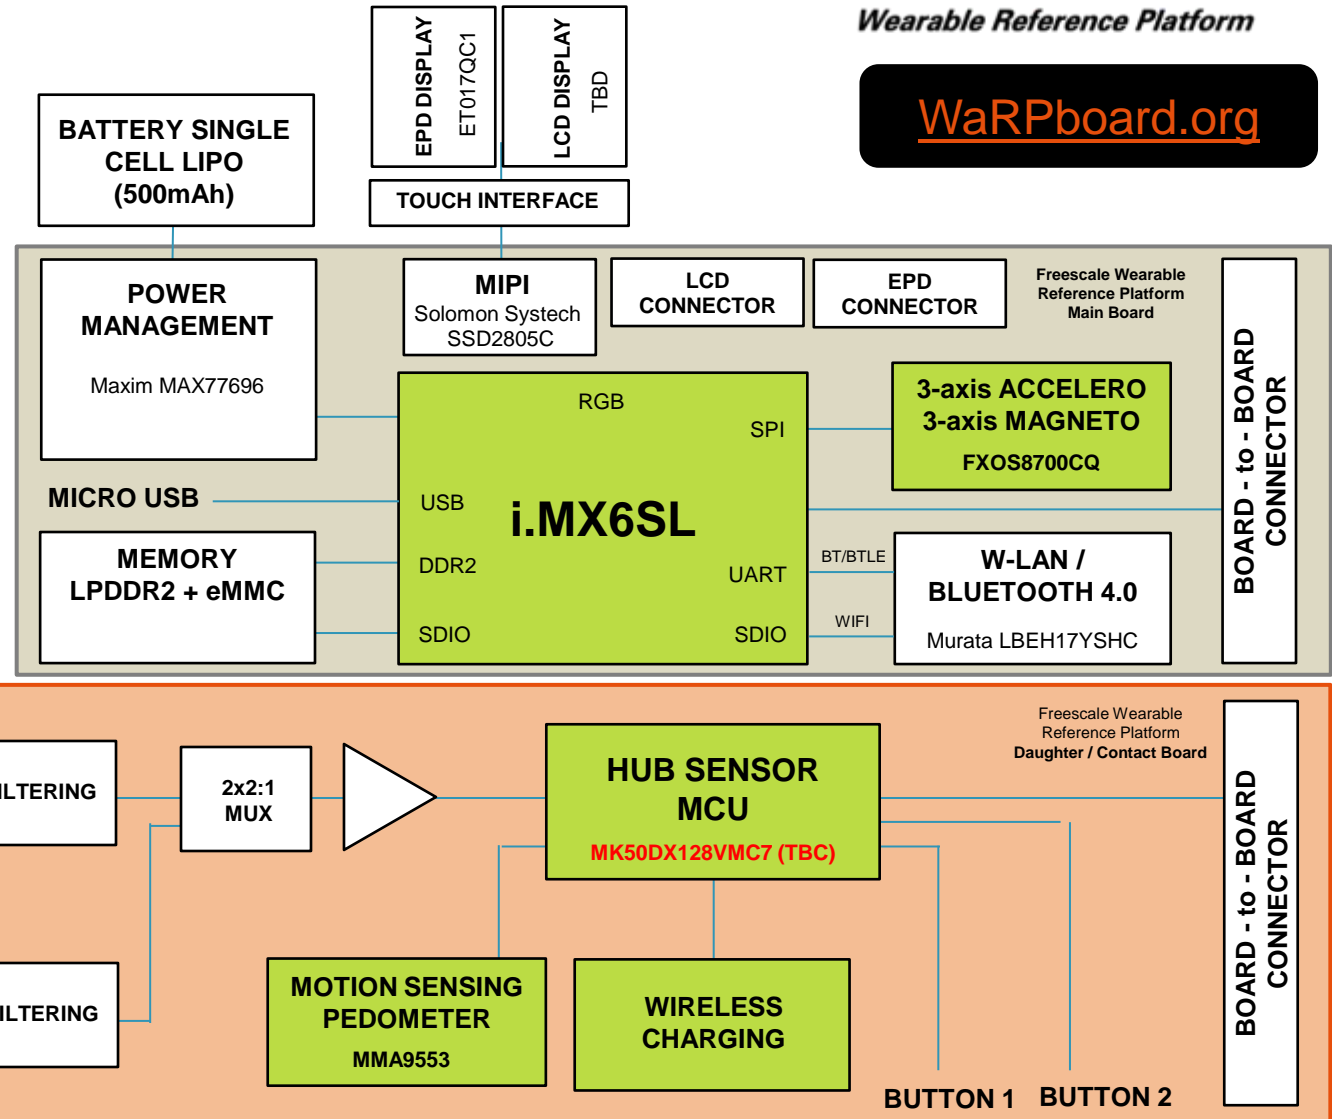 Wearable Reference Platform
WaRPboard.org
EPD DISPLAY
ET017QC1
LCD DISPLAY
TBD
BATTERY SINGLE
CELL LIPO
(500mAh)
TOUCH INTERFACE
POWER
MANAGEMENT
Maxim MAX77696
MIPI
Solomon Systech
SSD2805C
LCD
CONNECTOR
EPD
CONNECTOR
Freescale Wearable
Reference Platform
Main Board
BOARD - to - BOARD
CONNECTOR
RGB
SPI
3-axis ACCELERO
3-axis MAGNETO
FXOS8700CQ
MICRO USB
USB
i.MX6SL
MEMORY
LPDDR2 + eMMC
DDR2
SDIO
UART
SDIO
BT/BTLE
WIFI
W-LAN /
BLUETOOTH 4.0
Murata LBEH17YSHC
Freescale Wearable
Reference Platform
Daughter / Contact Board
ILTERING
2x2:1
MUX
HUB SENSOR
MCU
MK50DX128VMC7 (TBC)
BOARD - to - BOARD
CONNECTOR
ILTERING
MOTION SENSING
PEDOMETER
MMA9553
WIRELESS
CHARGING
BUTTON 1
BUTTON 2